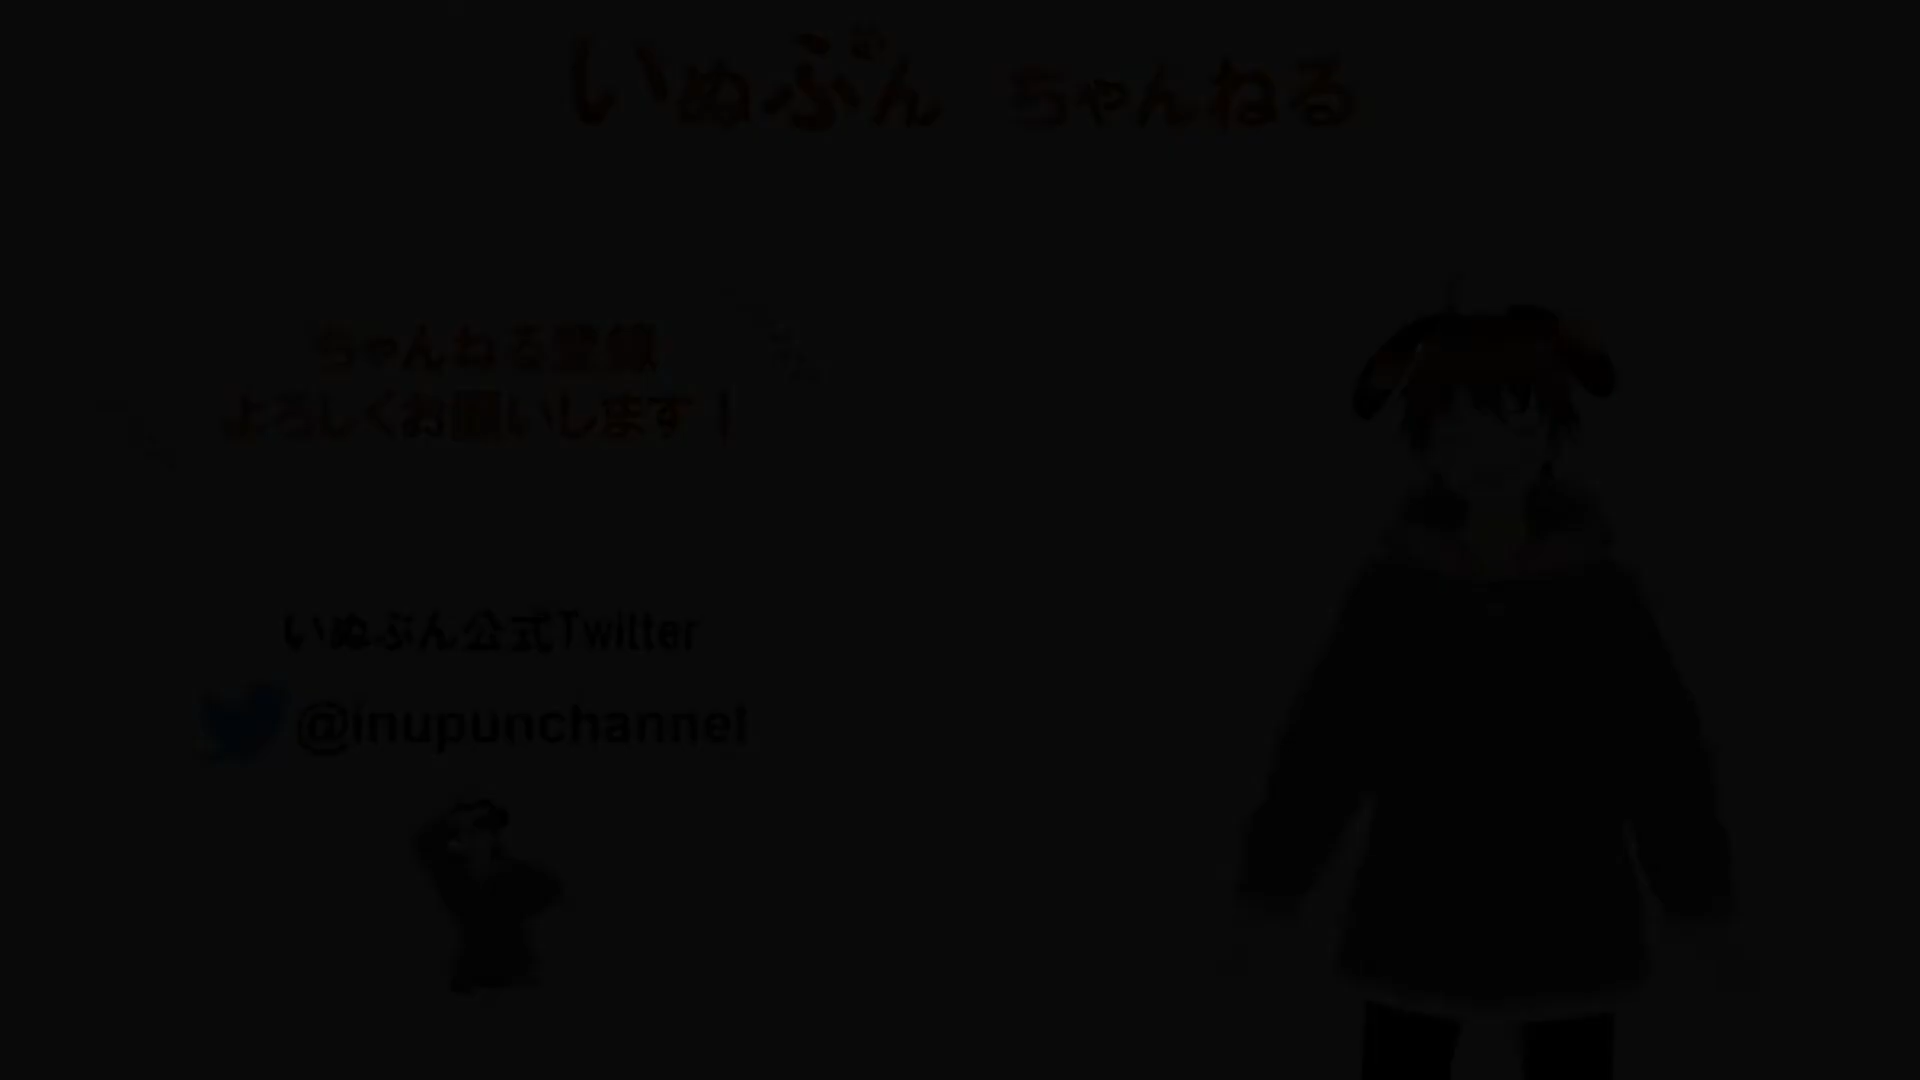 いぬぷん ちゃんねる
ちゃんねる登録
よろしくお願いします！
いぬぷん公式Twitter
@inupunchannel